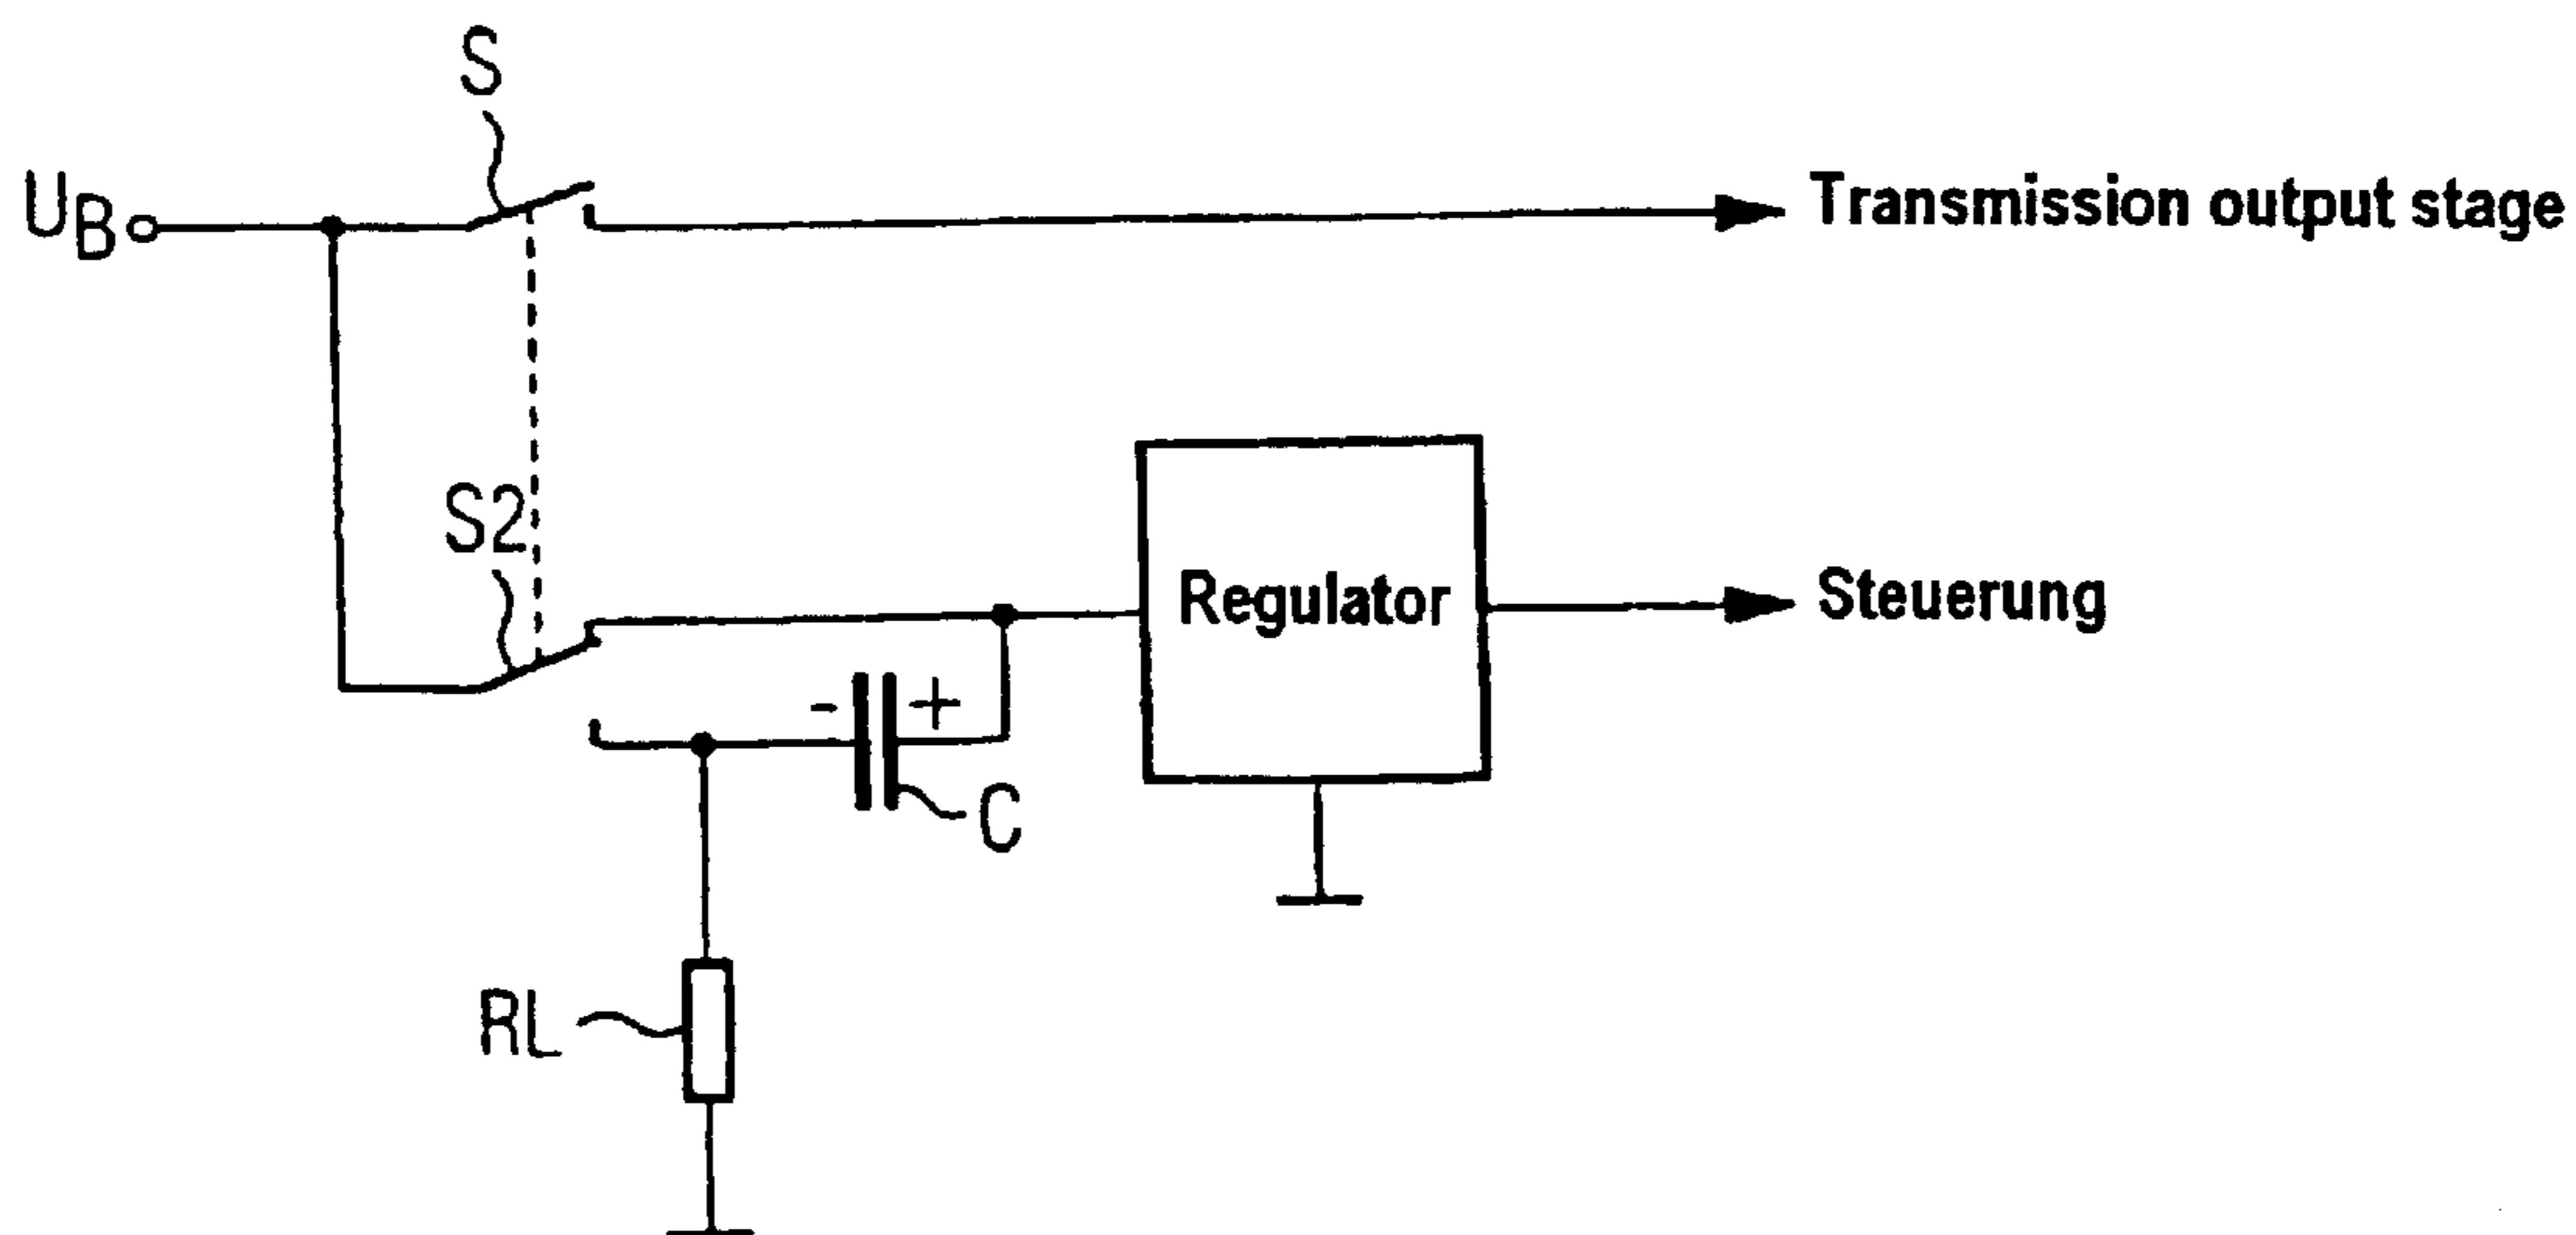 S
UB
Transmission output stage
S2
Regulator
Steuerung
- +
C
RL